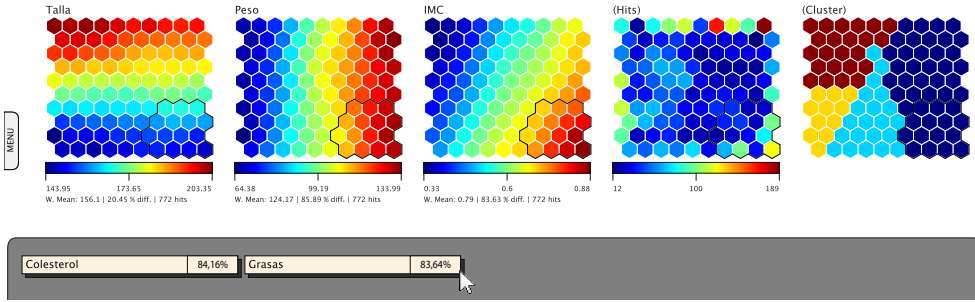 Talla
Peso
IMC
(Hits)
(Cluster)
MENU
143.95 173.65 203.35
64.38 99.19 133.99
0.33 0.6 0.88
12 100 189
W. Mean: 156.1 | 20.45 % diff. | 772 hits
W. Mean: 124.17 | 85.89 % diff. | 772 hits
W. Mean: 0.79 | 83.63 % diff. | 772 hits
Colesterol 84,16%
Grasas 83,64%